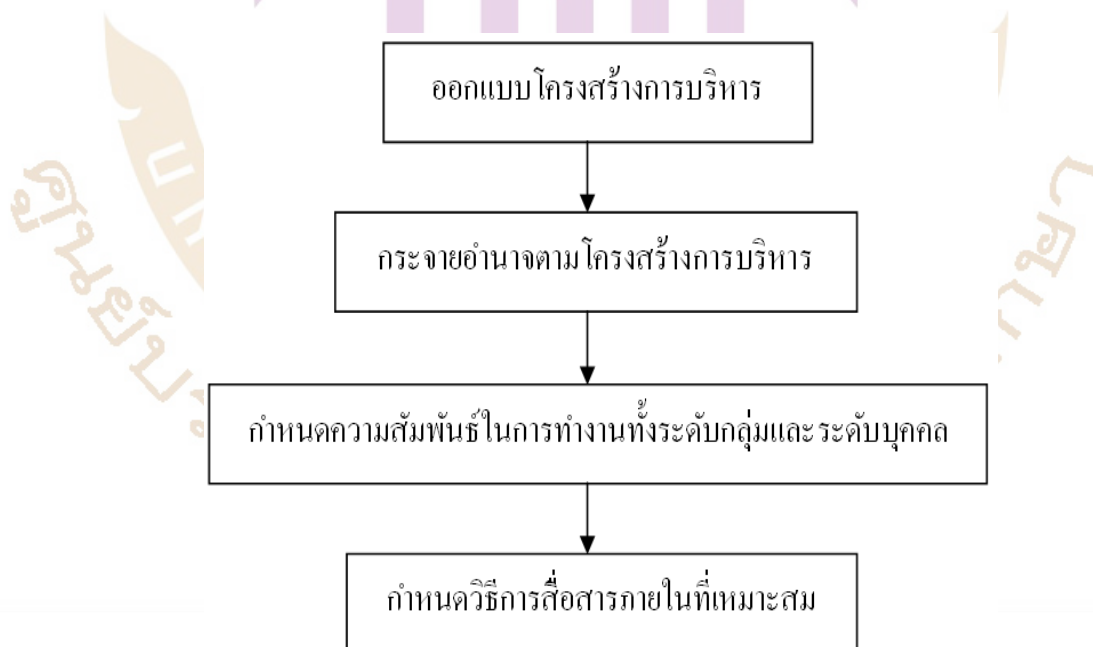 ออกแบบโครงสร้างการบริหาร
กระจายอำนาจตามโครงสร้างการบริหาร
กำหนดความสัมพันธ์ในการทำงานทั้งระดับกลุ่มและระดับบุคคล
กำหนดวิธีการสื่อสารภายในที่เหมาะสม